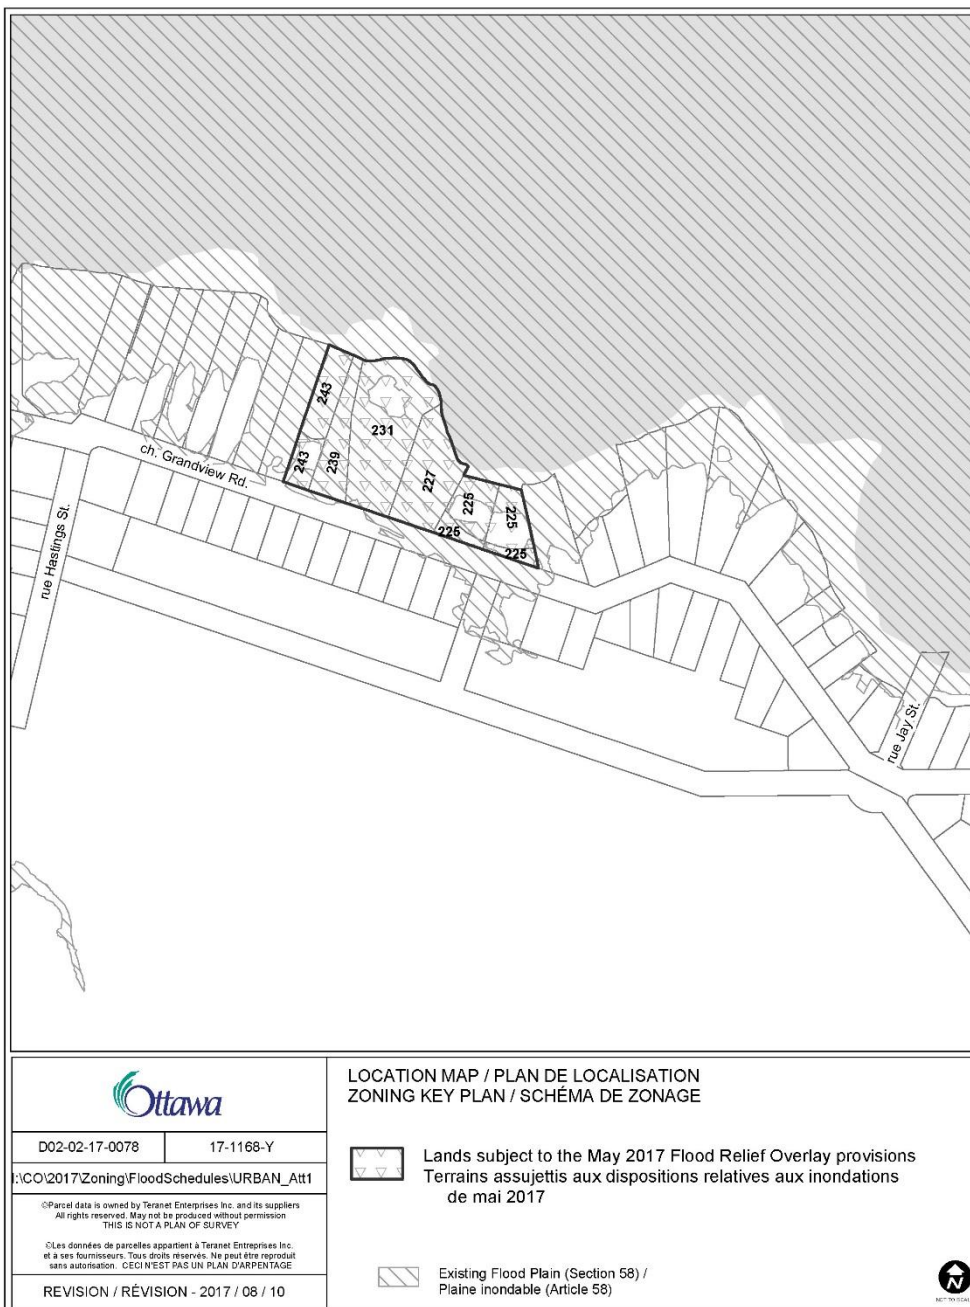 ch. Grandview Rd.
rue Hastings St.
rue Jay St.
243
243
239
231
227
225
225
225
225
Ottawa
D02-02-17-0078
17-1168-Y
I:\CO\2017\Zoning\FloodSchedules\URBAN_Att1
©Parcel data is owned by Teranet Enterprises Inc. and its suppliers
All rights reserved. May not be produced without permission
THIS IS NOT A PLAN OF SURVEY
©Les données de parcelles appartient à Teranet Entreprises Inc.
et à ses fournisseurs. Tous droits réservés. Ne peut être reproduit
sans autorisation. CECI N'EST PAS UN PLAN D'ARPENTAGE
REVISION / RÉVISION - 2017 / 08 / 10
LOCATION MAP / PLAN DE LOCALISATION
ZONING KEY PLAN / SCHÉMA DE ZONAGE
Lands subject to the May 2017 Flood Relief Overlay provisions
Terrains assujettis aux dispositions relatives aux inondations
de mai 2017
Existing Flood Plain (Section 58) /
Plaine inondable (Article 58)
N
NOT TO SCALE